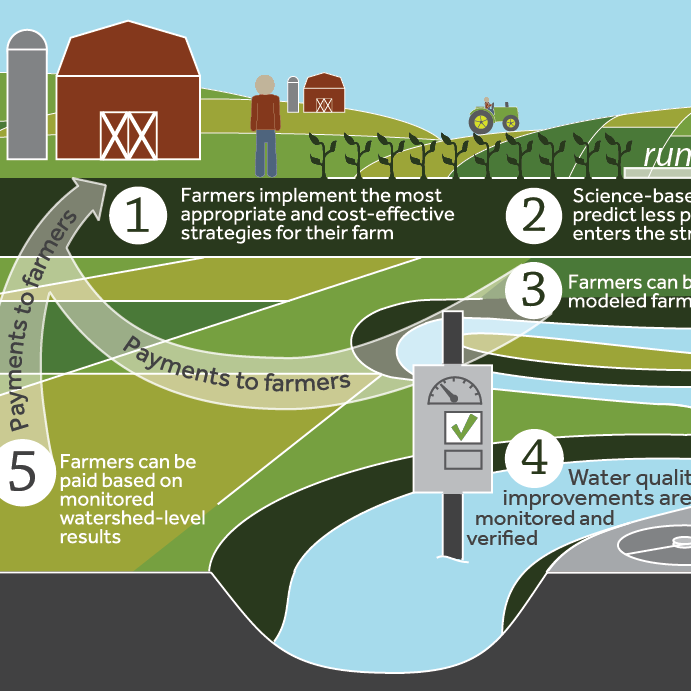 run
1
Farmers implement the most
appropriate and cost-effective
strategies for their farm
2
Science-base
predict less p
enters the str
3
Farmers can b
modeled farm
Payments to farmers
Payments to farmers
4
Water qualit
improvements are
monitored and
verified
5
Farmers can be
paid based on
monitored
watershed-level
results